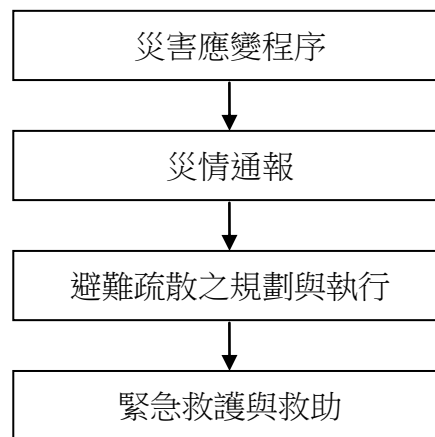 災害應變程序
災情通報
避難疏散之規劃與執行
緊急救護與救助